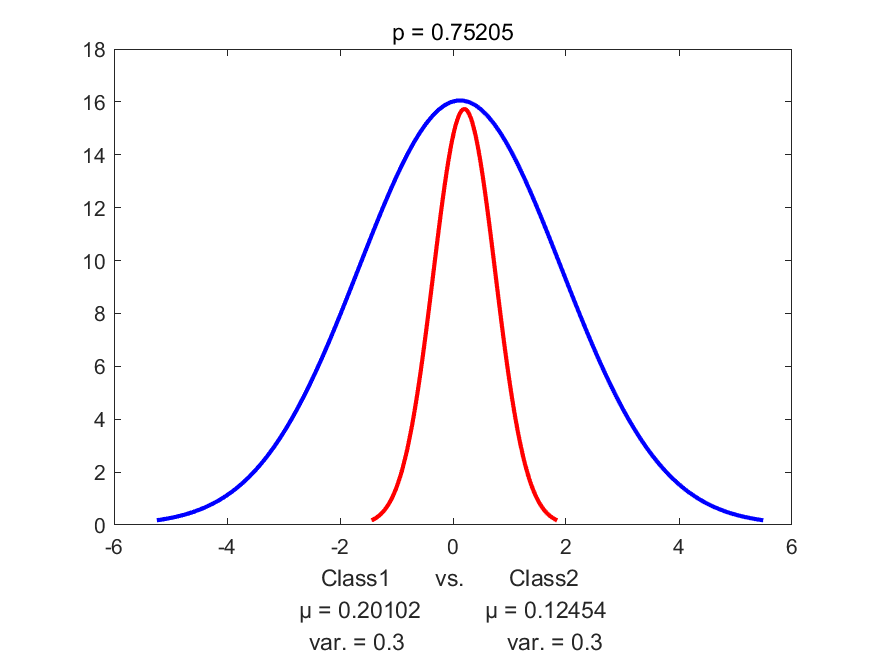 p = 0.75205
18
16
14
12
10
8
6
4
2
0
-6 -4 -2 0 2 4 6
Class1 vs. Class2
μ = 0.20102 μ = 0.12454
var. = 0.3 var. = 0.3